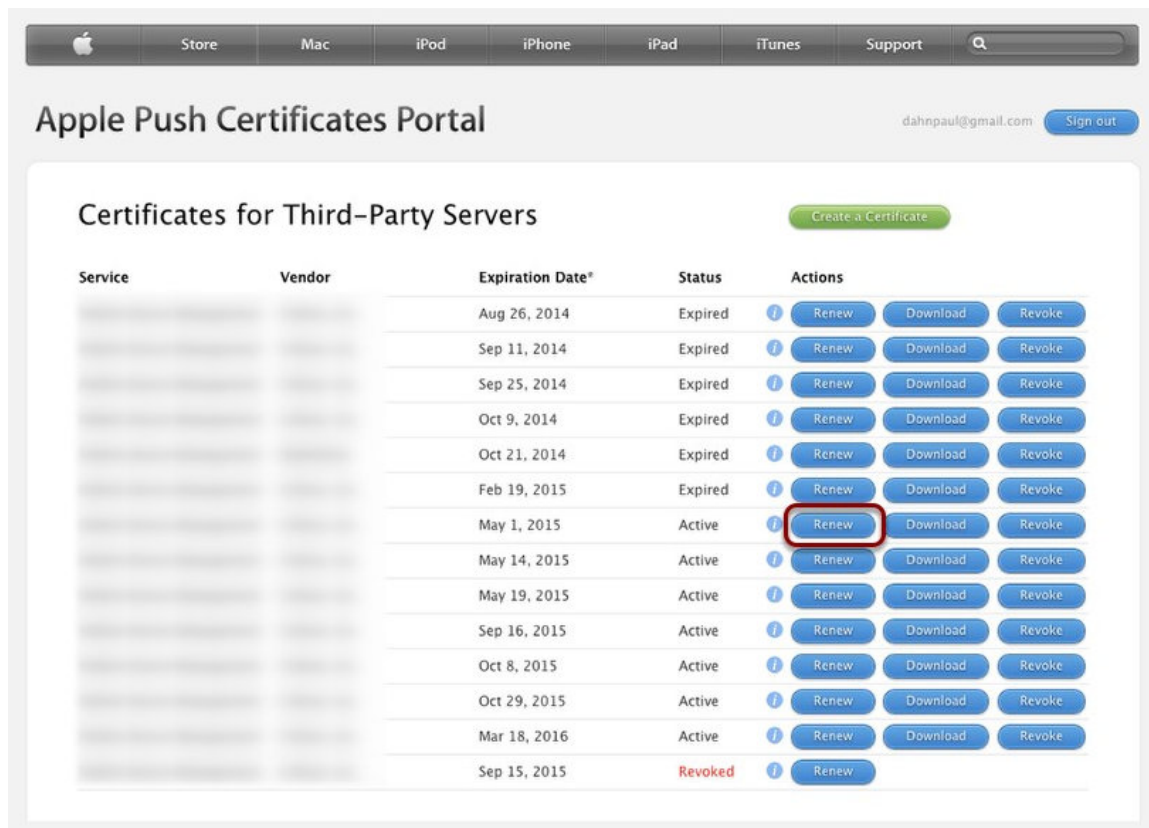 Store Mac iPod iPhone iPad iTunes Support
Apple Push Certificates Portal
dahnpaul@gmail.com Sign out
Certificates for Third-Party Servers
Create a Certificate
Service Vendor Expiration Date* Status Actions
Aug 26, 2014 Expired i Renew Download Revoke
Sep 11, 2014 Expired i Renew Download Revoke
Sep 25, 2014 Expired i Renew Download Revoke
Oct 9, 2014 Expired i Renew Download Revoke
Oct 21, 2014 Expired i Renew Download Revoke
Feb 19, 2015 Expired i Renew Download Revoke
May 1, 2015 Active i Renew Download Revoke
May 14, 2015 Active i Renew Download Revoke
May 19, 2015 Active i Renew Download Revoke
Sep 16, 2015 Active i Renew Download Revoke
Oct 8, 2015 Active i Renew Download Revoke
Oct 29, 2015 Active i Renew Download Revoke
Mar 18, 2016 Active i Renew Download Revoke
Sep 15, 2015 Revoked i Renew